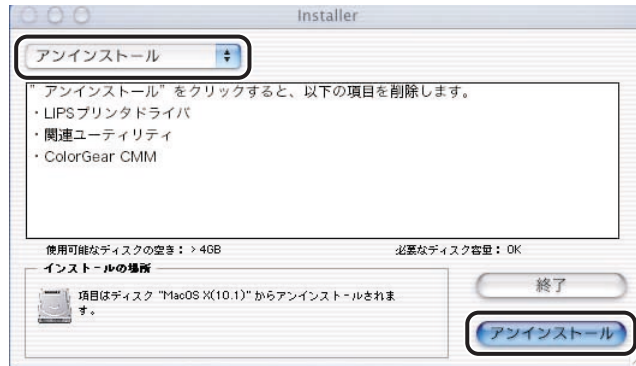 Installer
アンインストール
"アンインストール"をクリックすると、以下の項目を削除します。
・LIPSプリンタドライバ
・関連ユーティリティ
・ColorGear CMM
使用可能なディスクの空き：> 4GB
必要なディスク容量：OK
インストールの場所
項目はディスク "MacOS X(10.1)" からアンインストールされま
す。
終了
アンインストール